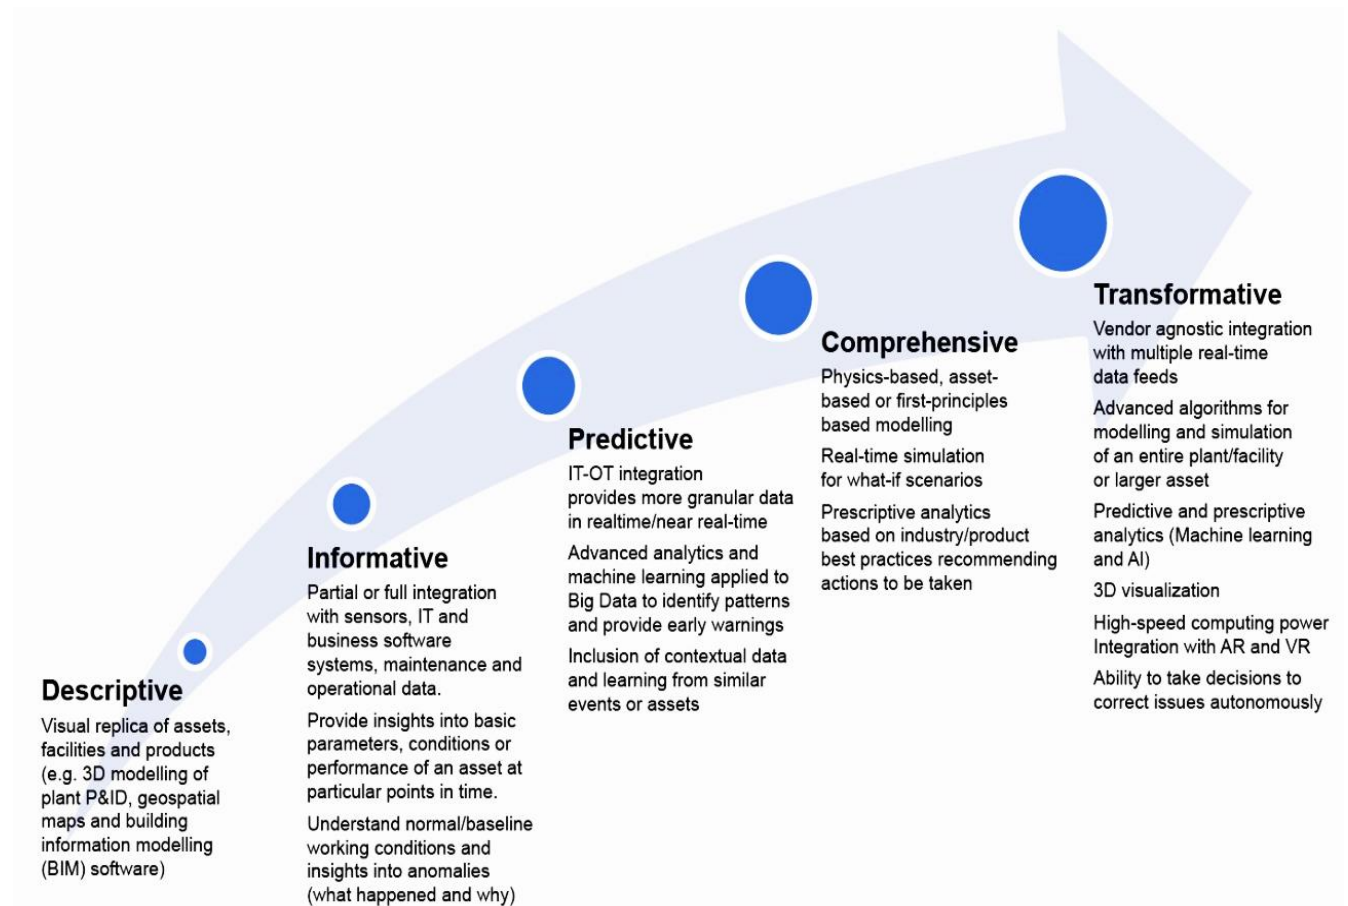 Descriptive
Visual replica of assets,
facilities and products
(e.g. 3D modelling of
plant P&ID, geospatial
maps and building
information modelling
(BIM) software)
Informative
Partial or full integration
with sensors, IT and
business software
systems, maintenance and
operational data.
Provide insights into basic
parameters, conditions or
performance of an asset at
particular points in time.
Understand normal/baseline
working conditions and
insights into anomalies
(what happened and why)
Predictive
IT-OT integration
provides more granular data
in realtime/near real-time
Advanced analytics and
machine learning applied to
Big Data to identify patterns
and provide early warnings
Inclusion of contextual data
and learning from similar
events or assets
Comprehensive
Physics-based, asset-
based or first-principles
based modelling
Real-time simulation
for what-if scenarios
Prescriptive analytics
based on industry/product
best practices recommending
actions to be taken
Transformative
Vendor agnostic integration
with multiple real-time
data feeds
Advanced algorithms for
modelling and simulation
of an entire plant/facility
or larger asset
Predictive and prescriptive
analytics (Machine learning
and AI)
3D visualization
High-speed computing power
Integration with AR and VR
Ability to take decisions to
correct issues autonomously